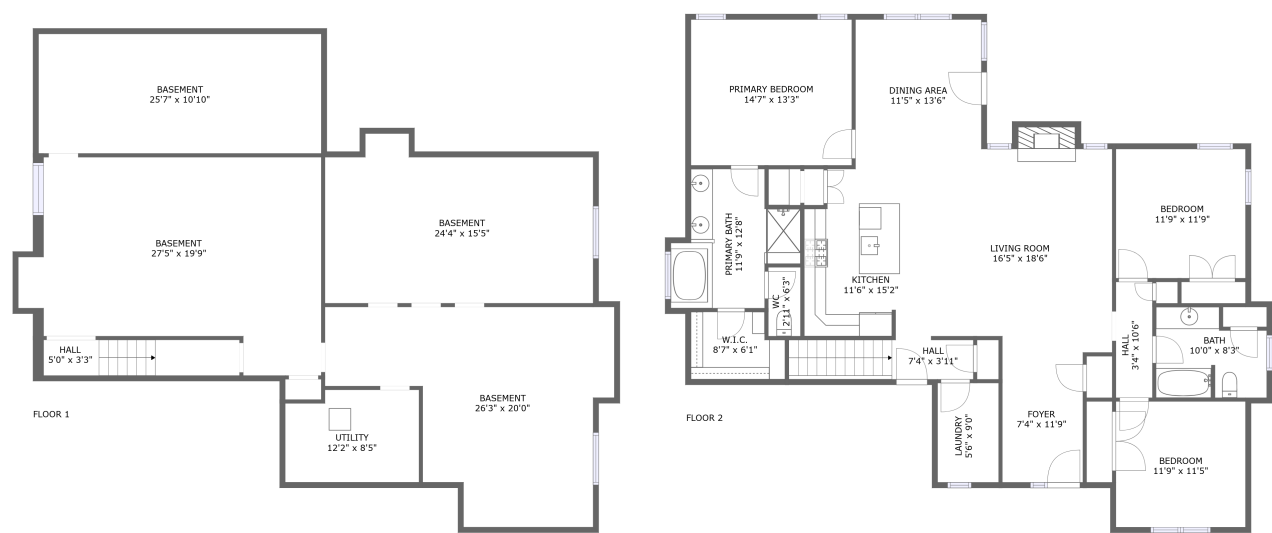 BASEMENT
25'7" x 10'10"
BASEMENT
27'5" x 19'9"
BASEMENT
24'4" x 15'5"
HALL
5'0" x 3'3"
BASEMENT
26'3" x 20'0"
UTILITY
12'2" x 8'5"
FLOOR 1
PRIMARY BEDROOM
14'7" x 13'3"
DINING AREA
11'5" x 13'6"
BEDROOM
11'9" x 11'9"
PRIMARY BATH
11'9" x 12'8"
LIVING ROOM
16'5" x 18'6"
KITCHEN
11'6" x 15'2"
WC
2'11" x 6'3"
W.I.C.
8'7" x 6'1"
HALL
7'4" x 3'11"
HALL
3'4" x 10'6"
BATH
10'0" x 8'3"
LAUNDRY
5'6" x 9'0"
FOYER
7'4" x 11'9"
BEDROOM
11'9" x 11'5"
FLOOR 2